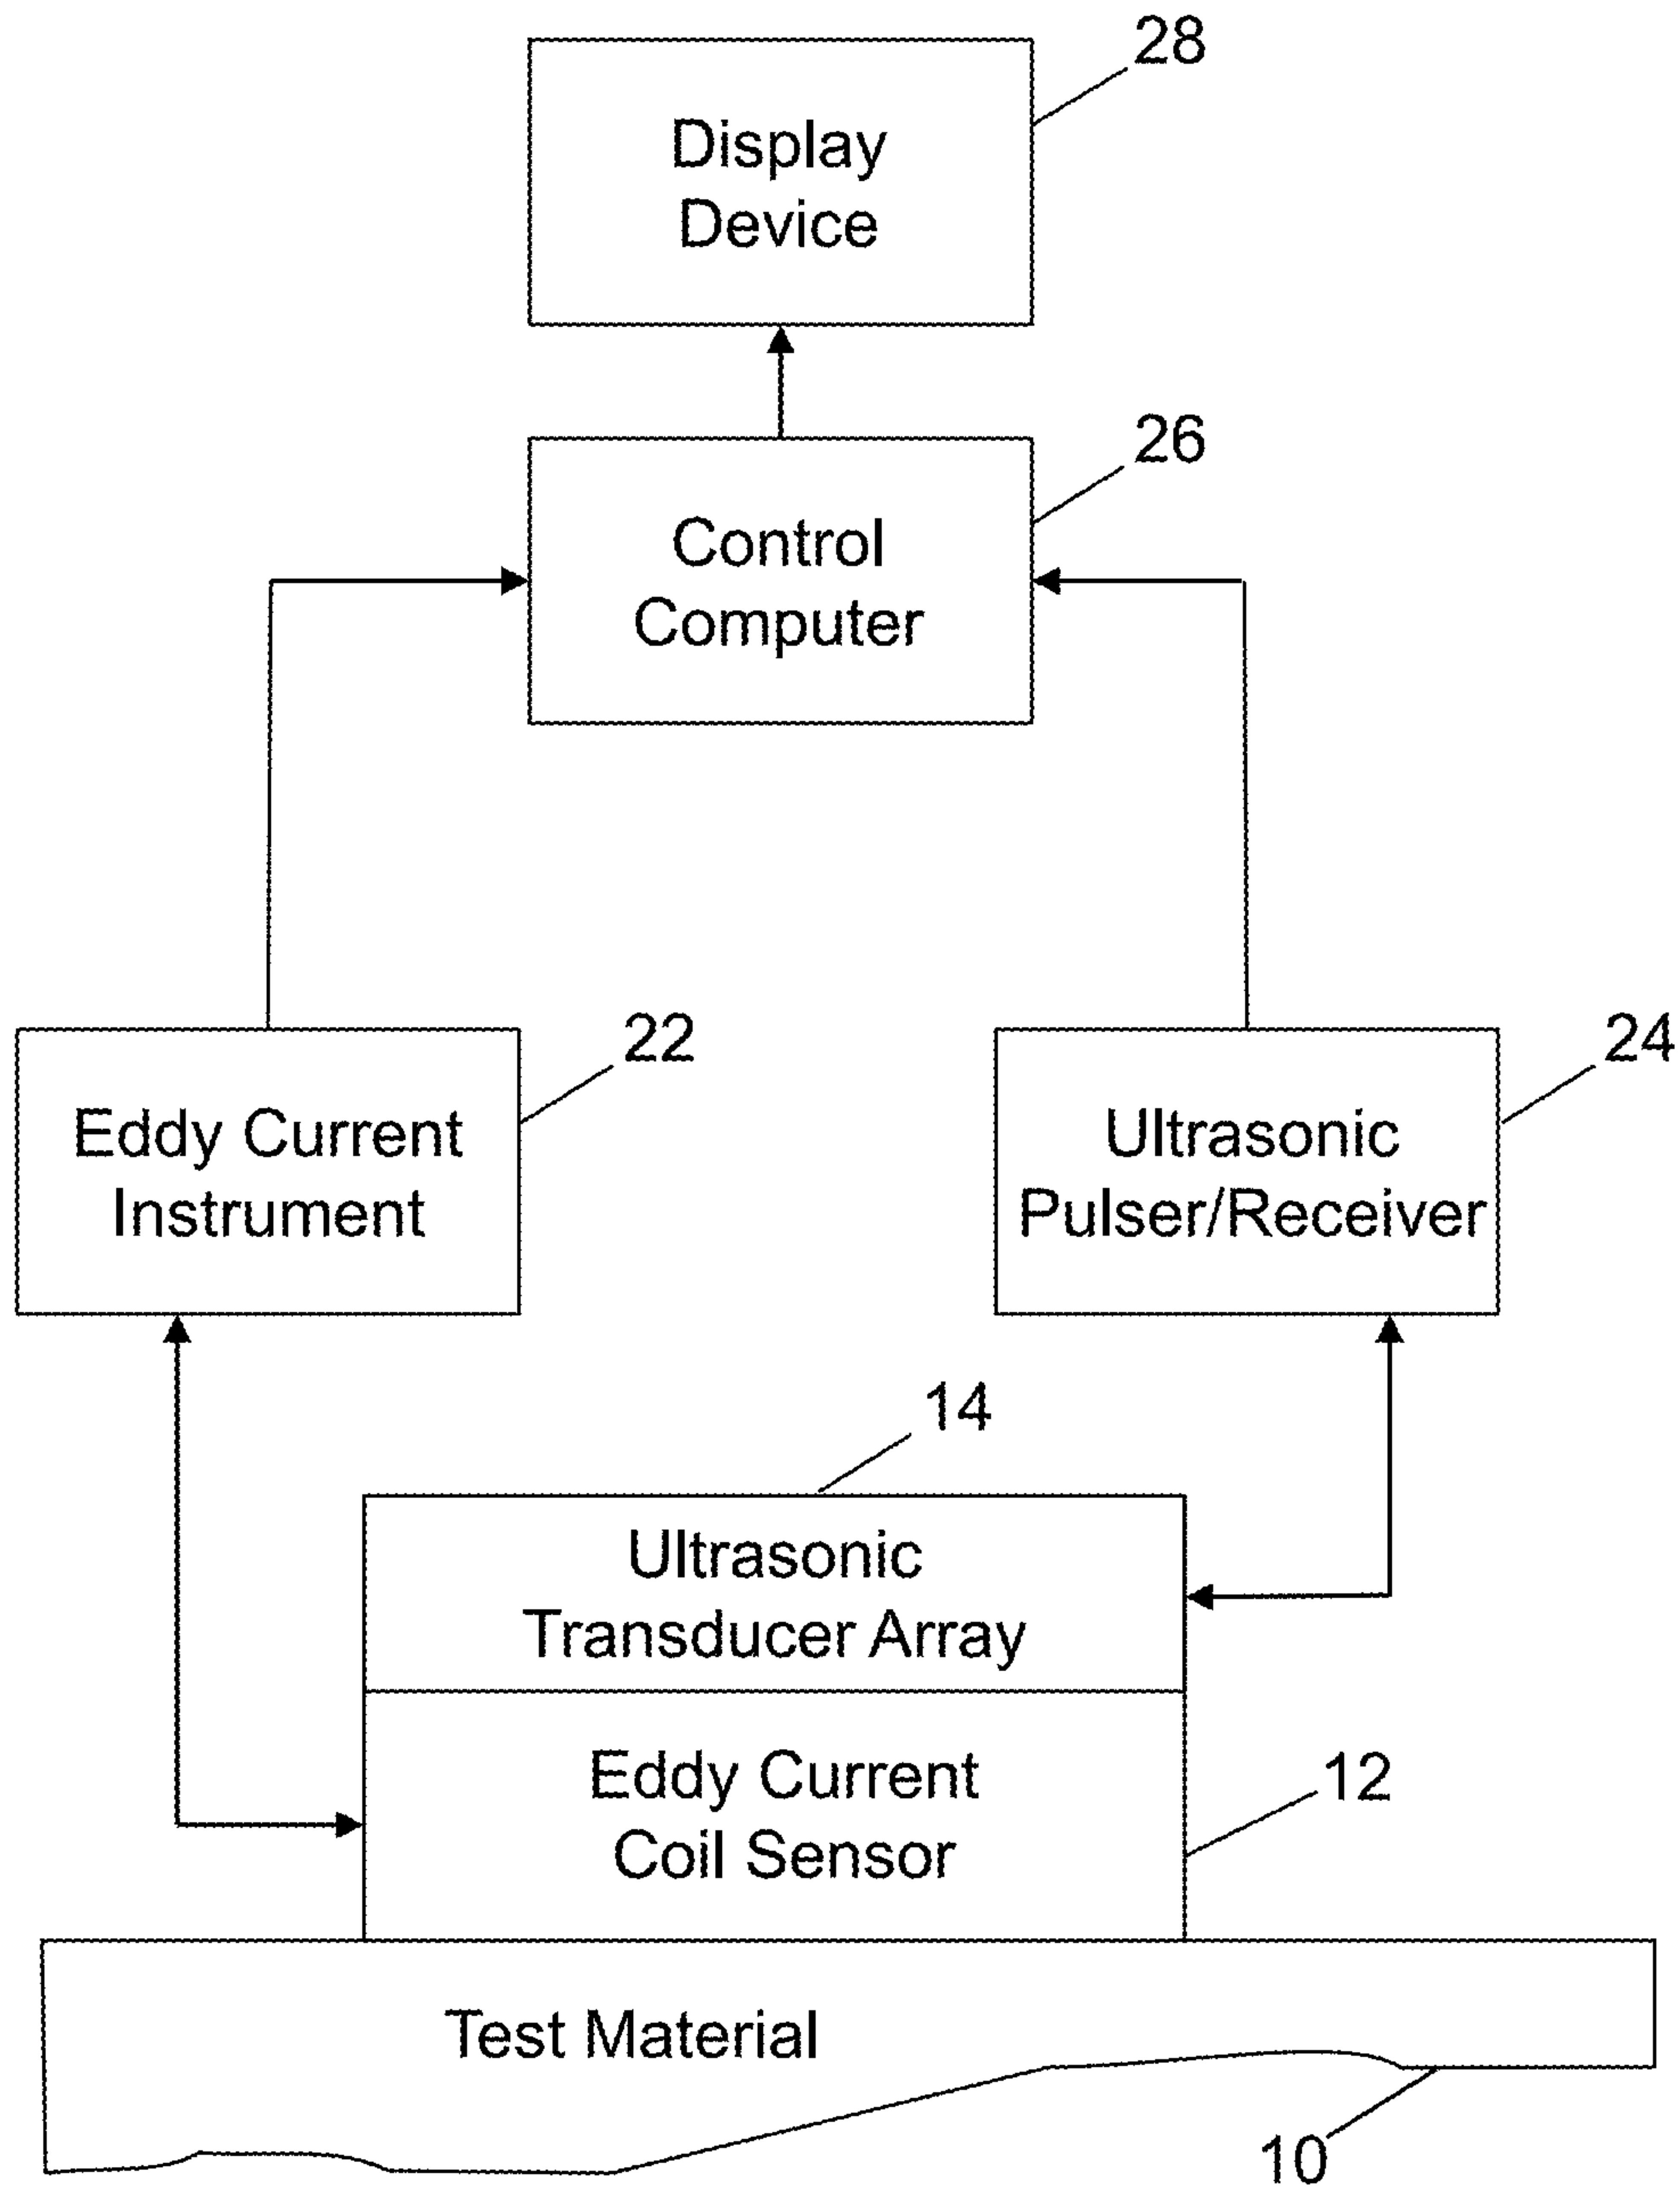 28
Display
Device
26
Control
Computer
22
24
Eddy Current
Instrument
Ultrasonic
Pulser/Receiver
14
Ultrasonic
Transducer Array
Eddy Current
Coil Sensor
12
Test Material
10